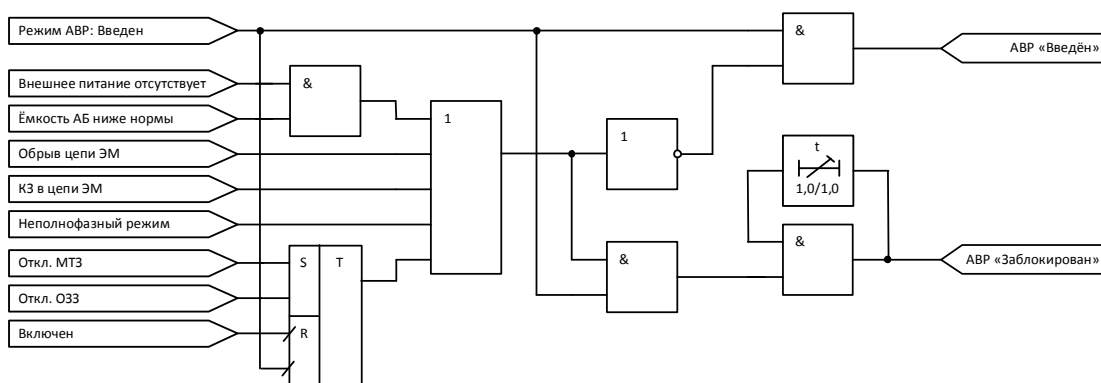 Режим АВР: Введен
&
АВР «Введён»
Внешнее питание отсутствует
&
Ёмкость АБ ниже нормы
1
1
Обрыв цепи ЭМ
t
1,0/1,0
КЗ в цепи ЭМ
Неполнофазный режим
&
&
Откл. МТЗ
S
T
АВР «Заблокирован»
Откл. ОЗЗ
Включен
R